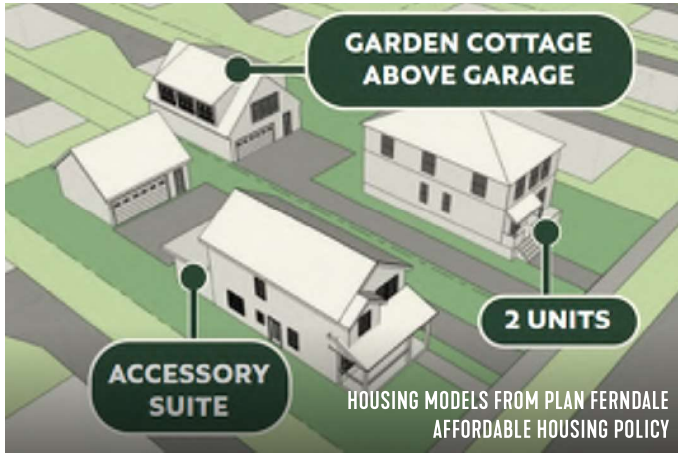 GARDEN COTTAGE
ABOVE GARAGE
2 UNITS
ACCESSORY
SUITE
HOUSING MODELS FROM PLAN FERNDALE
AFFORDABLE HOUSING POLICY